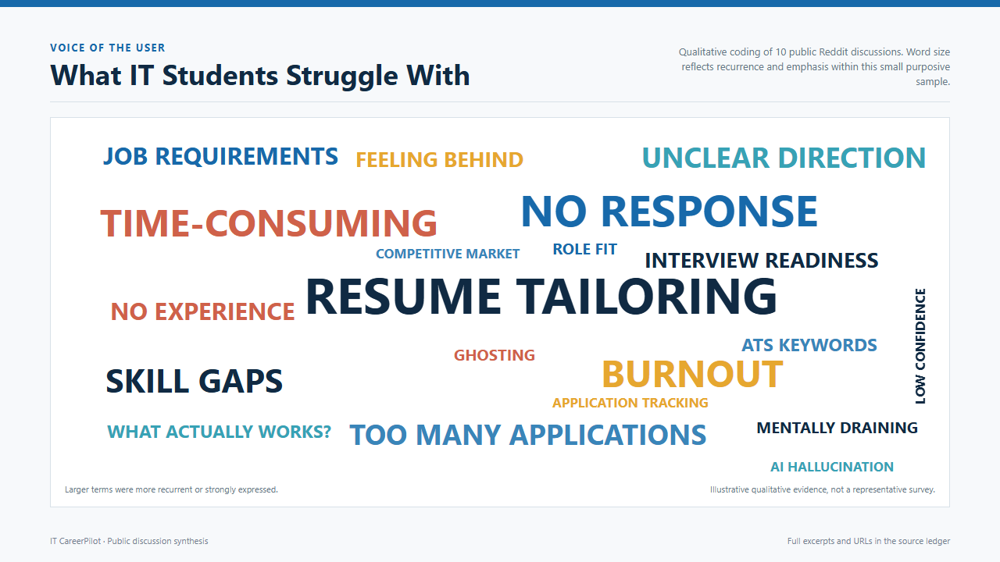 VOICE OF THE USER
What IT Students Struggle With
Qualitative coding of 10 public Reddit discussions. Word size
reflects recurrence and emphasis within this small purposive
sample.
JOB REQUIREMENTS
FEELING BEHIND
UNCLEAR DIRECTION
TIME-CONSUMING
NO RESPONSE
COMPETITIVE MARKET
ROLE FIT
INTERVIEW READINESS
RESUME TAILORING
NO EXPERIENCE
LOW CONFIDENCE
ATS KEYWORDS
GHOSTING
BURNOUT
SKILL GAPS
APPLICATION TRACKING
WHAT ACTUALLY WORKS?
TOO MANY APPLICATIONS
MENTALLY DRAINING
AI HALLUCINATION
Larger terms were more recurrent or strongly expressed.
Illustrative qualitative evidence, not a representative survey.
IT CareerPilot · Public discussion synthesis
Full excerpts and URLs in the source ledger